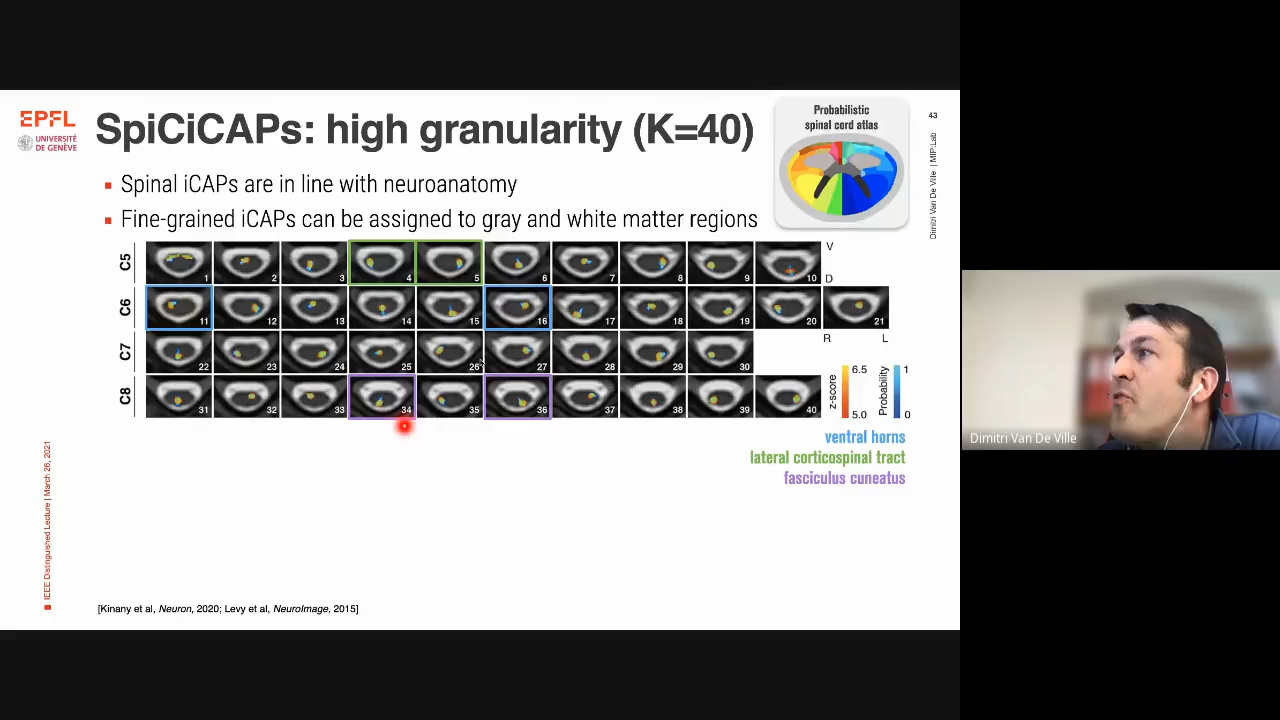 EPFL
UNIVERSITÉ
DE GENÈVE
SpiCiCAPs: high granularity (K=40)
Probabilistic
spinal cord atlas
43
Dimitri Van De Ville | MIP:Lab
Spinal iCAPs are in line with neuroanatomy
Fine-grained iCAPs can be assigned to gray and white matter regions
C5 1 2 3 4 5 6 7 8 9 10 V D
C6 11 12 13 14 15 16 17 18 19 20 21
R L
C7 22 23 24 25 26 27 28 29 30
C8 31 32 33 34 35 36 37 38 39 40
z-score 6.5 5.0
Probability 1 0
ventral horns
lateral corticospinal tract
fasciculus cuneatus
IEEE Distinguished Lecture | March 26, 2021
[Kinany et al, Neuron, 2020; Levy et al, NeuroImage, 2015]
Dimitri Van De Ville